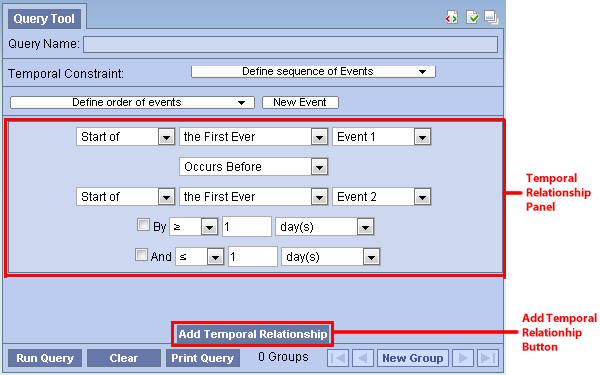 Query Tool
Query Name:
Temporal Constraint: Define sequence of Events
Define order of events New Event
Start of the First Ever Event 1
Occurs Before
Start of the First Ever Event 2
By ≥ 1 day(s)
And ≤ 1 day(s)
Temporal
Relationship
Panel
Add Temporal Relationship
Add Temporal
Relationhip
Button
Run Query Clear Print Query 0 Groups New Group